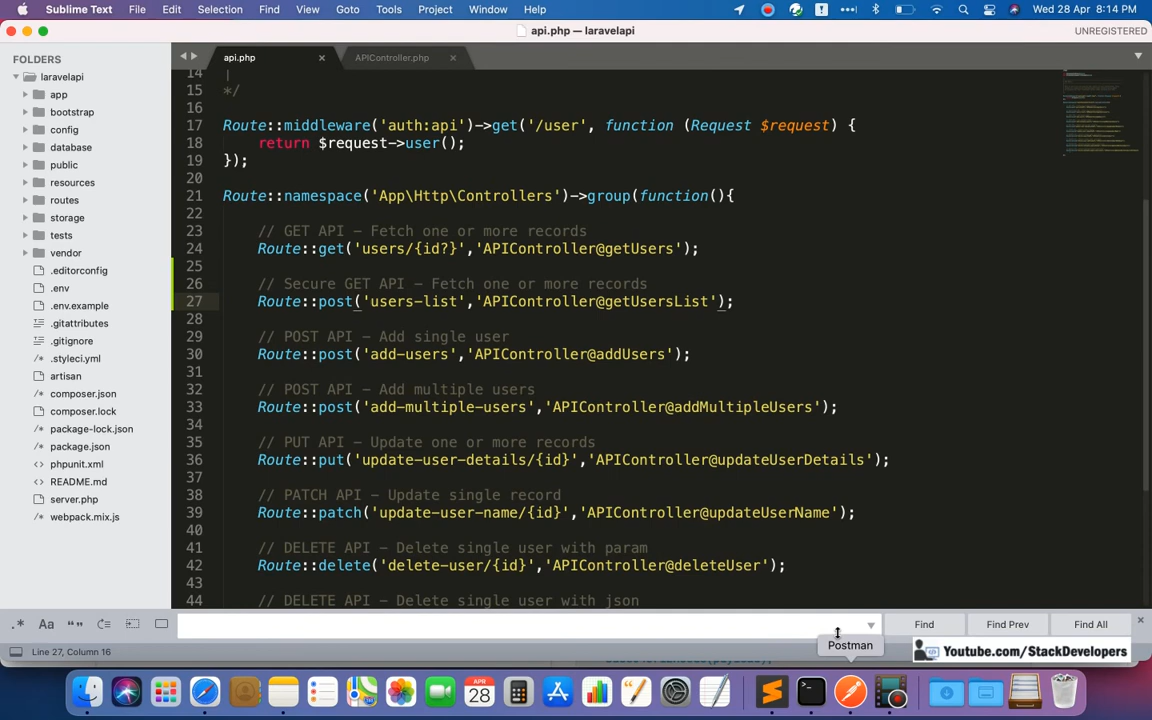 Sublime Text File Edit Selection Find View Goto Tools Project Window Help Wed 28 Apr 8:14 PM
api.php — laravelapi UNREGISTERED
FOLDERS
laravelapi
app
bootstrap
config
database
public
resources
routes
storage
tests
vendor
.editorconfig
.env
.env.example
.gitattributes
.gitignore
.styleci.yml
artisan
composer.json
composer.lock
package-lock.json
package.json
phpunit.xml
README.md
server.php
webpack.mix.js
api.php APIController.php
14 |
15 */
16
17 Route::middleware('auth:api')->get('/user', function (Request $request) {
18     return $request->user();
19 });
20
21 Route::namespace('App\Http\Controllers')->group(function(){
22
23     // GET API – Fetch one or more records
24     Route::get('users/{id?}','APIController@getUsers');
25
26     // Secure GET API – Fetch one or more records
27     Route::post('users-list','APIController@getUsersList');
28
29     // POST API – Add single user
30     Route::post('add-users','APIController@addUsers');
31
32     // POST API – Add multiple users
33     Route::post('add-multiple-users','APIController@addMultipleUsers');
34
35     // PUT API – Update one or more records
36     Route::put('update-user-details/{id}','APIController@updateUserDetails');
37
38     // PATCH API – Update single record
39     Route::patch('update-user-name/{id}','APIController@updateUserName');
40
41     // DELETE API – Delete single user with param
42     Route::delete('delete-user/{id}','APIController@deleteUser');
43
44     // DELETE API – Delete single user with json
.* Aa “” Find Find Prev Find All
Postman
Line 27, Column 16
Youtube.com/StackDevelopers
APR
28